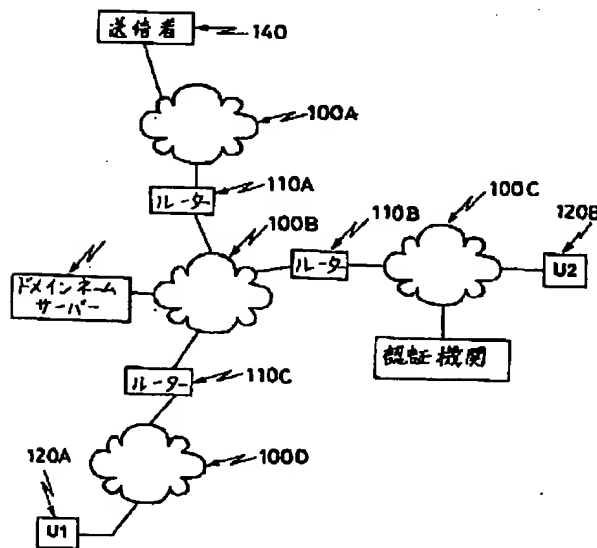 送信者
140
100A
ルーター
110A
100B
110B
100C
120B
ルーター
U2
ドメインネーム
サーバー
認証機関
ルーター
110C
120A
100D
U1